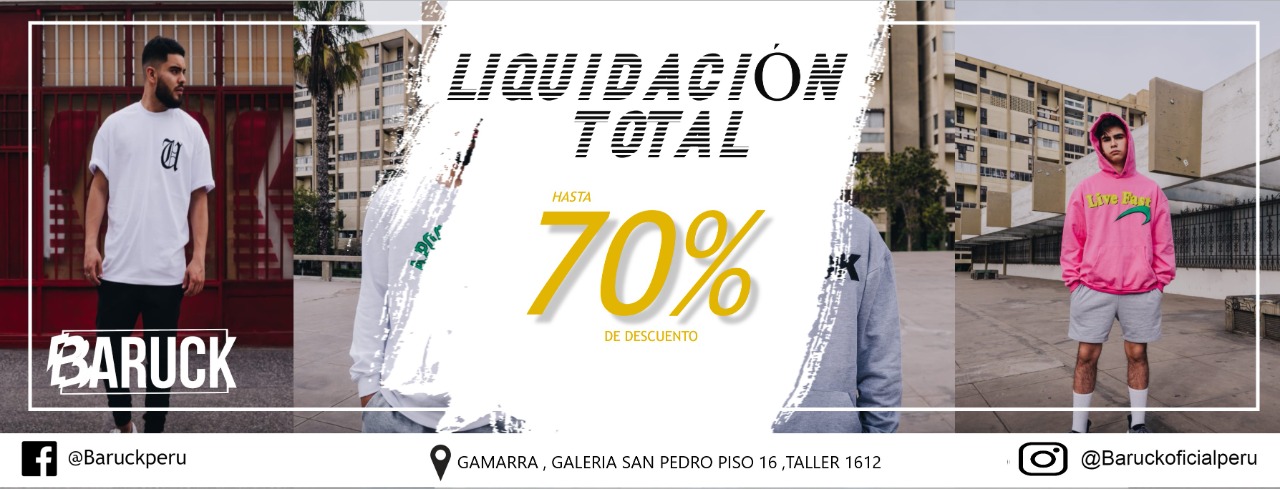 LIQUIDACIÓN
TOTAL
HASTA
70%
DE DESCUENTO
U
Live Fast
K
BARUCK
@Baruckperu
GAMARRA , GALERIA SAN PEDRO PISO 16 ,TALLER 1612
@Baruckoficialperu